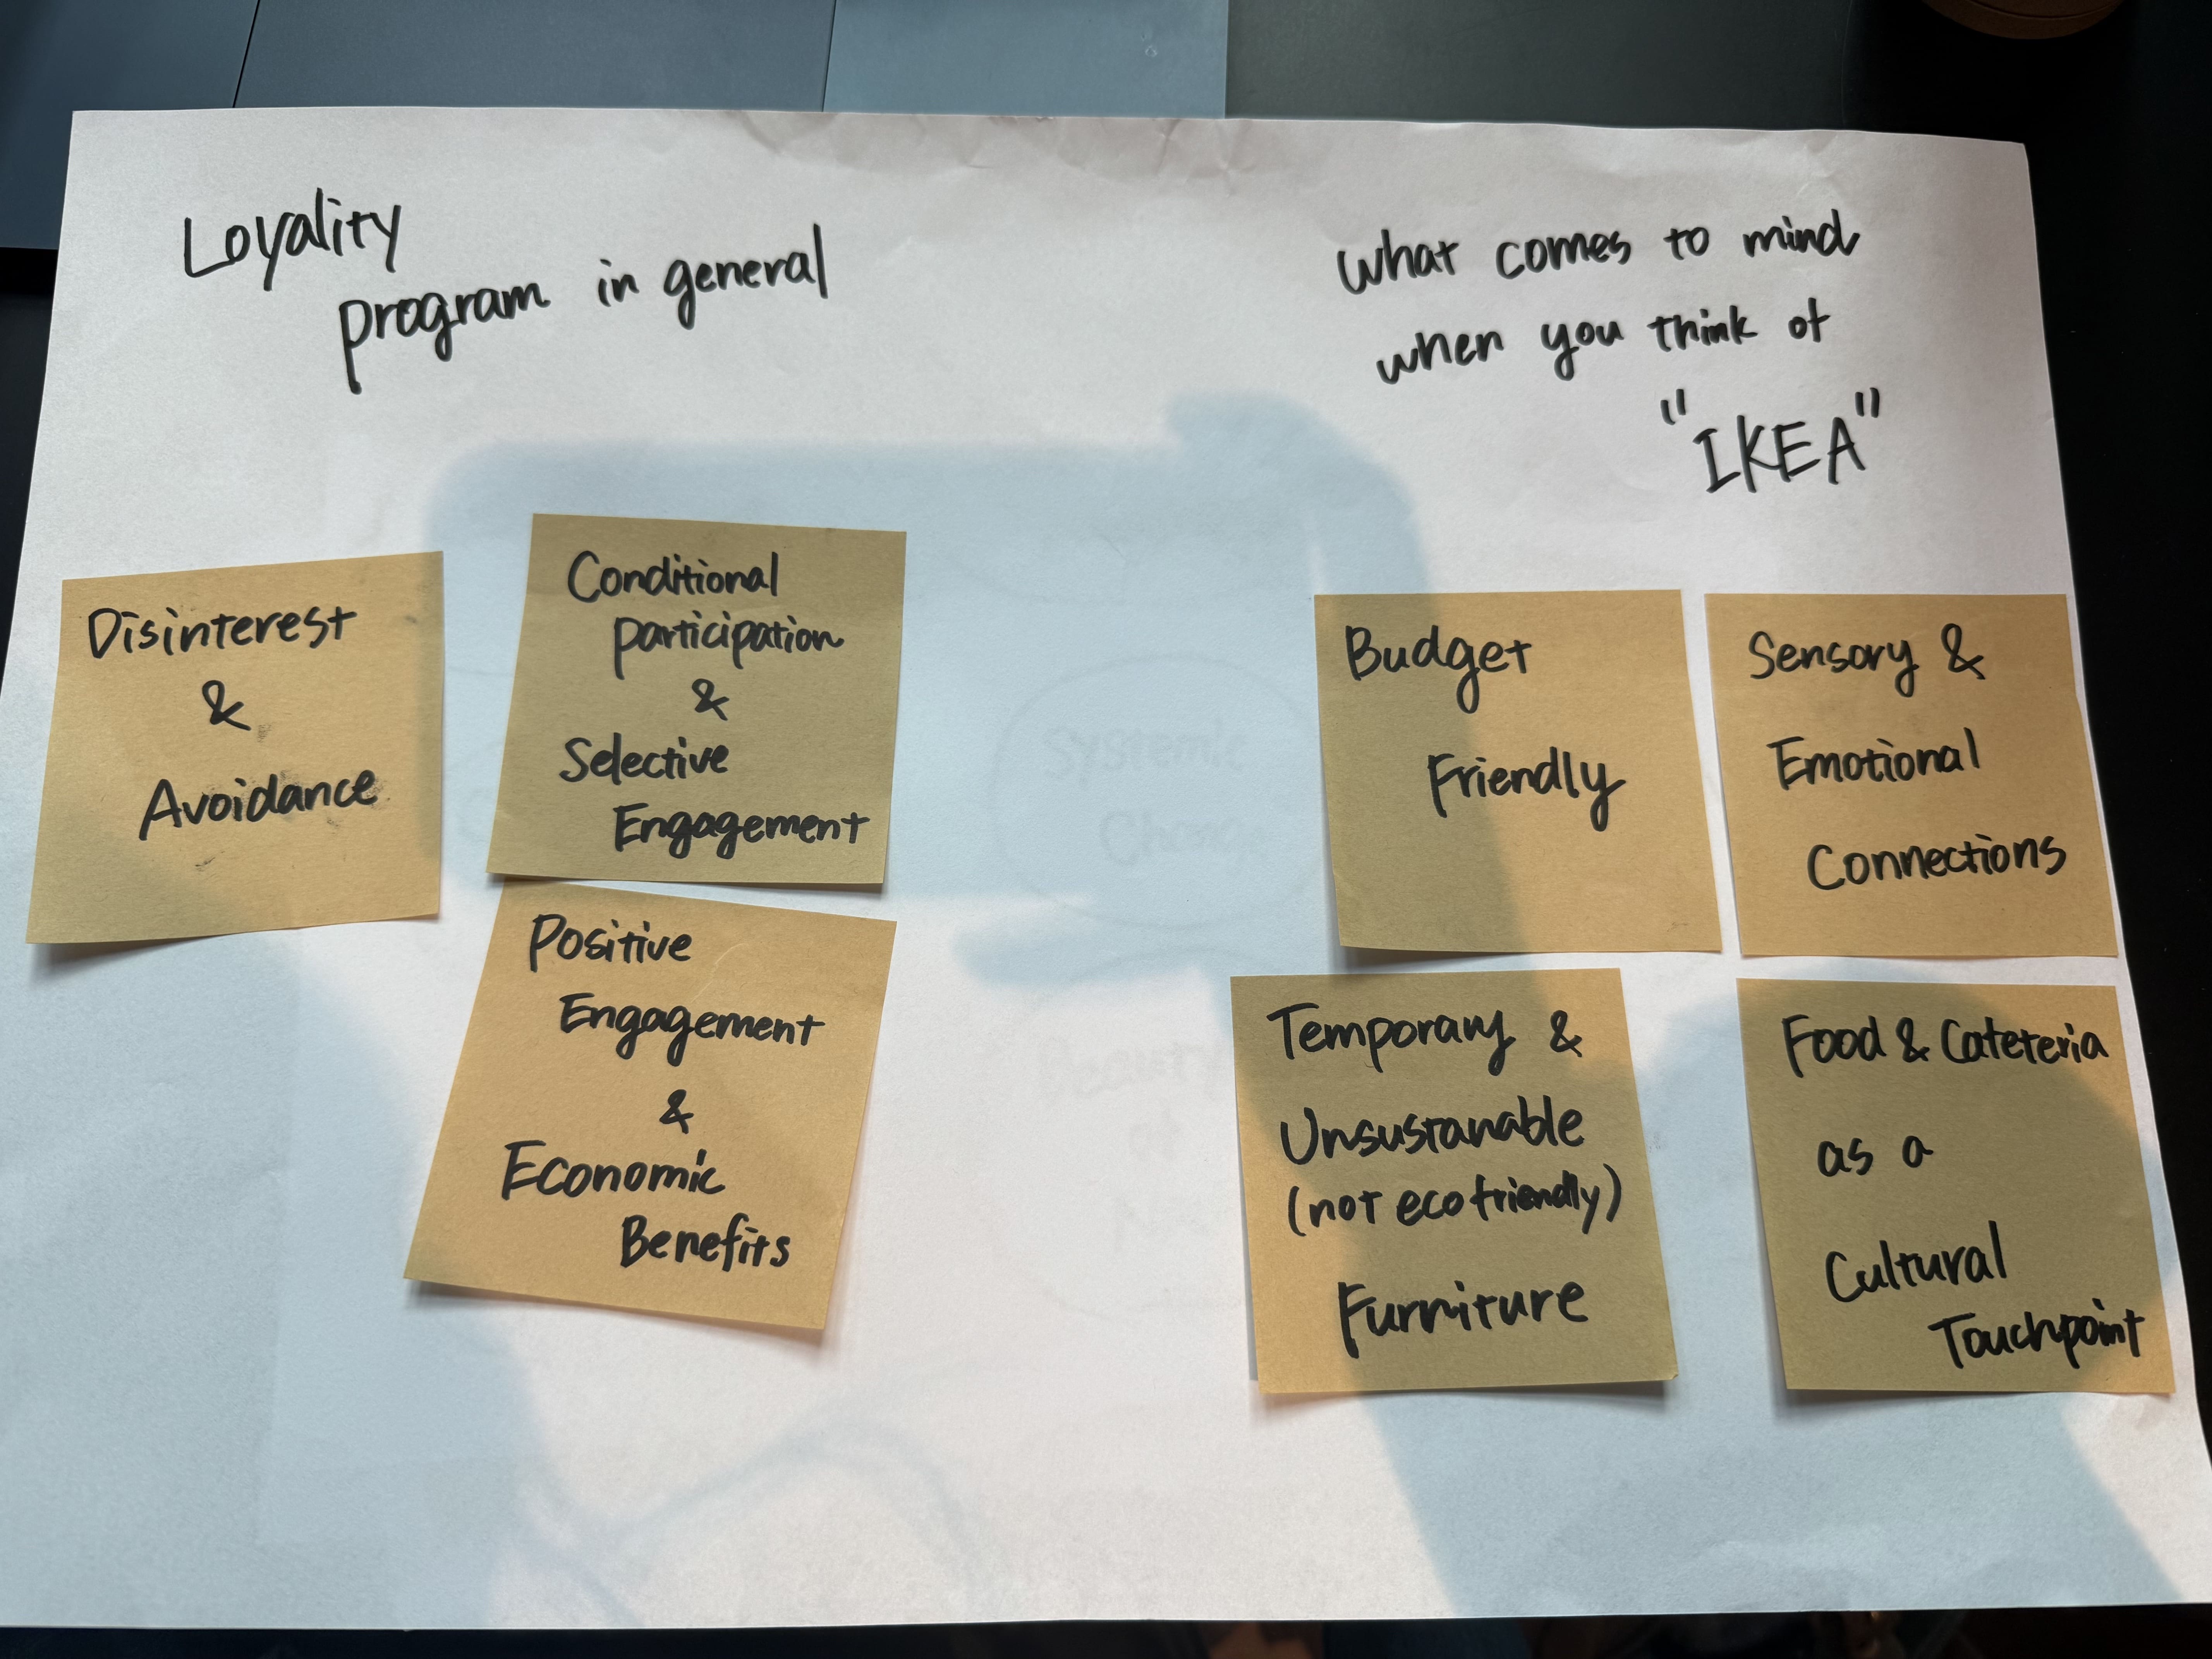 Loyality
program in general
Disinterest
&
Avoidance
Conditional
participation
&
Selective
Engagement
Positive
Engagement
&
Economic
Benefits
what comes to mind
when you think of
"IKEA"
Budget
Friendly
Sensory &
Emotional
Connections
Temporary &
Unsustanable
(not eco friendly)
Furniture
Food & Cafeteria
as a
Cultural
Touchpoint